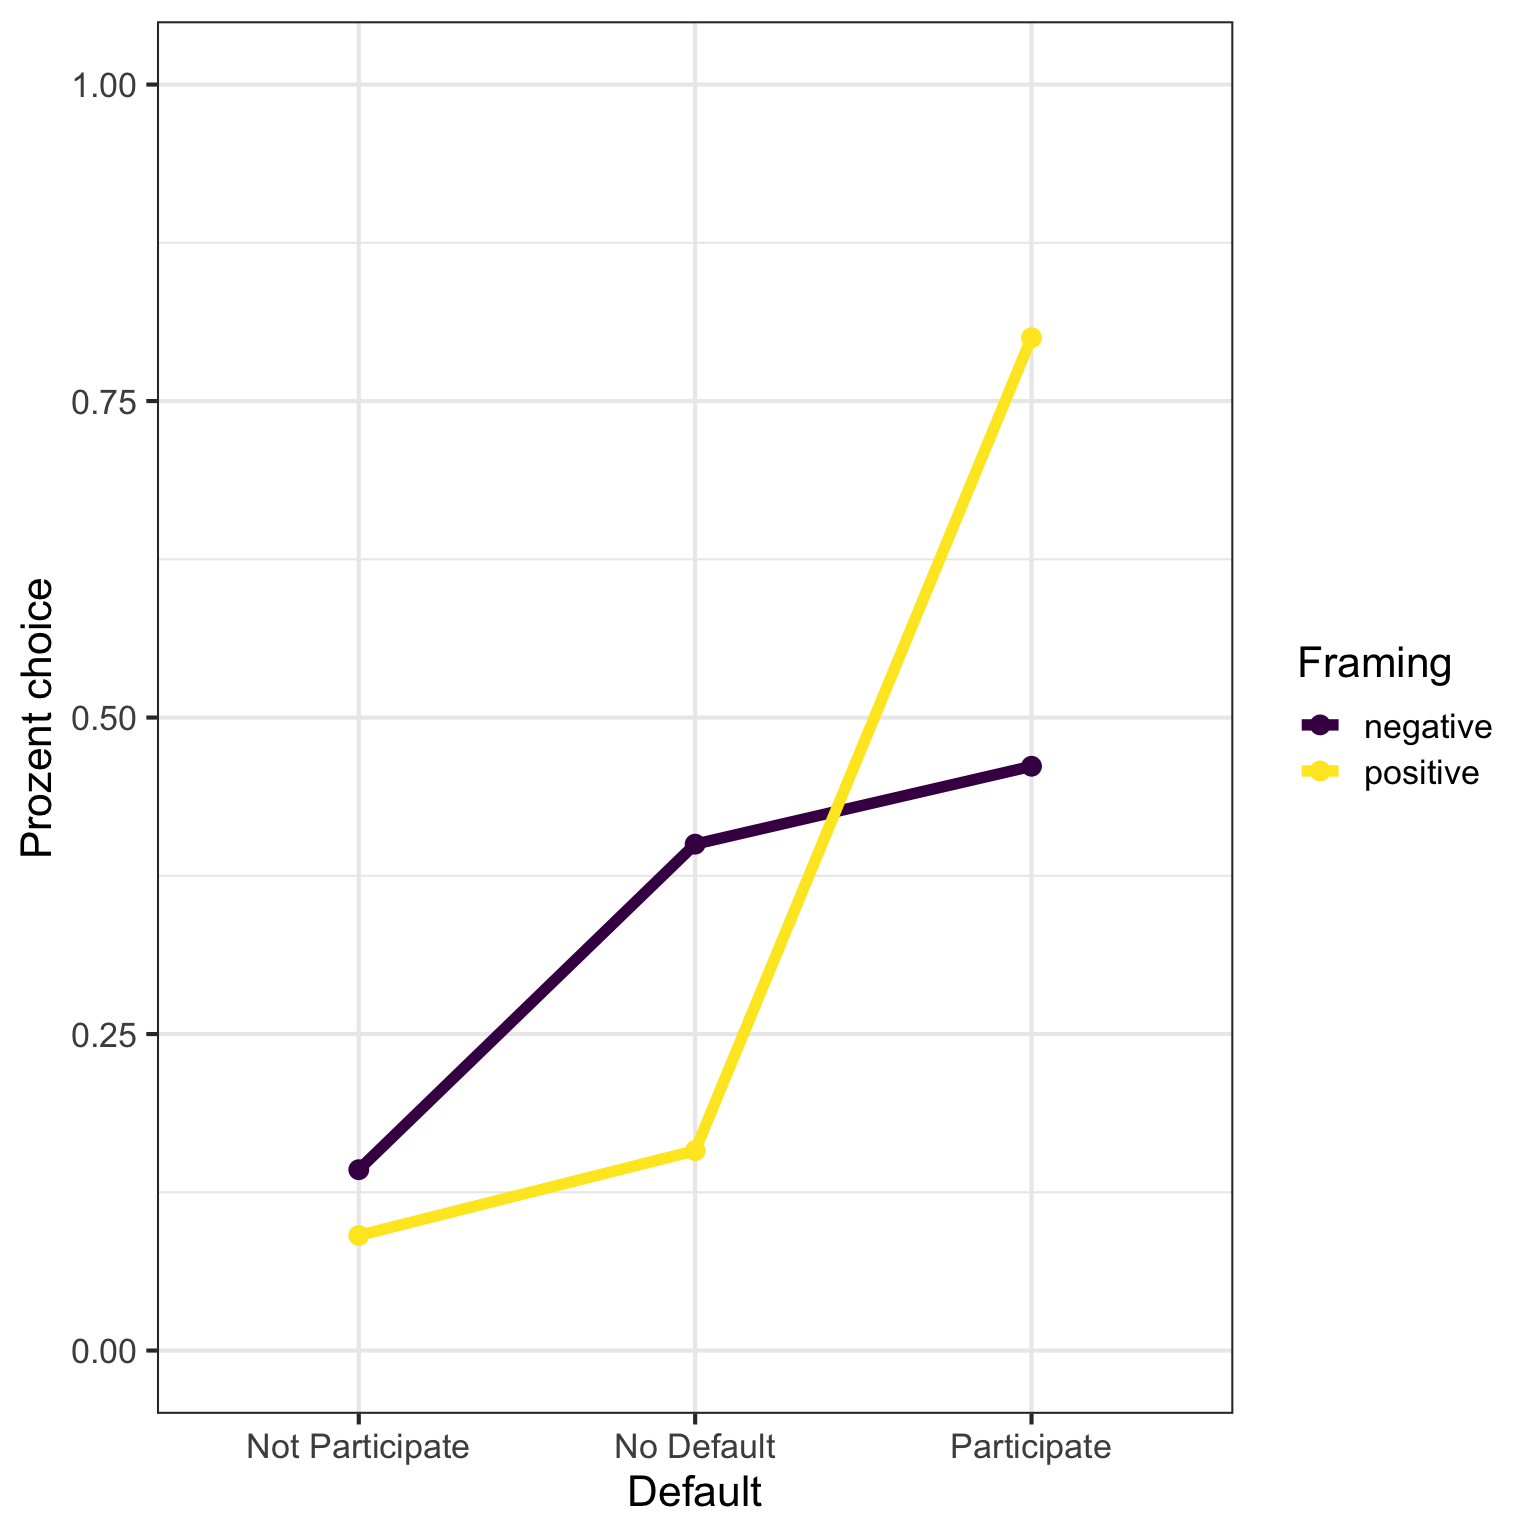 Prozent choice
1.00
0.75
0.50
0.25
0.00
Not Participate
No Default
Participate
Default
Framing
negative
positive